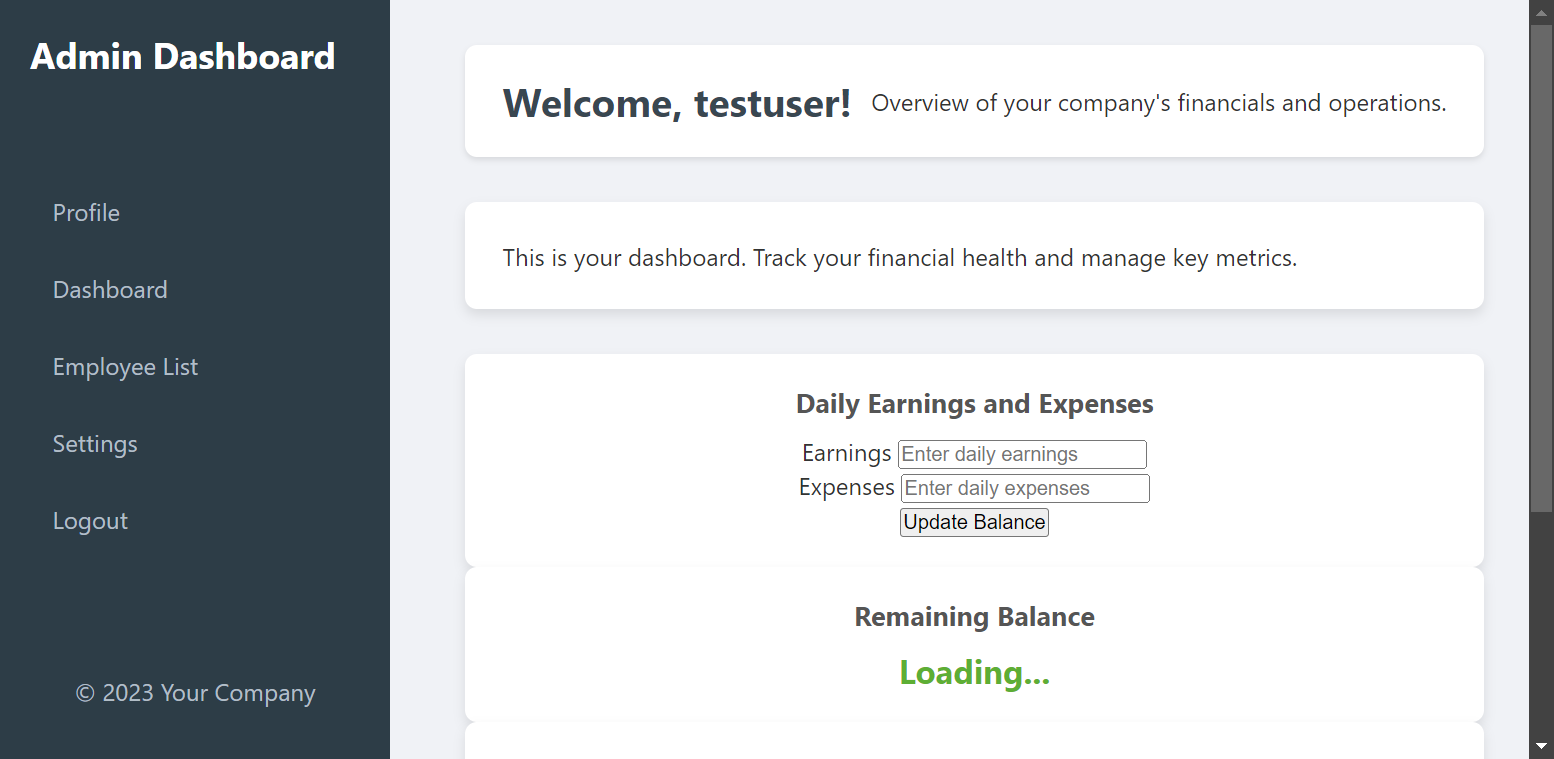 Admin Dashboard
Profile
Dashboard
Employee List
Settings
Logout
© 2023 Your Company
Welcome, testuser! Overview of your company's financials and operations.
This is your dashboard. Track your financial health and manage key metrics.
Daily Earnings and Expenses
Earnings Enter daily earnings
Expenses Enter daily expenses
Update Balance
Remaining Balance
Loading...